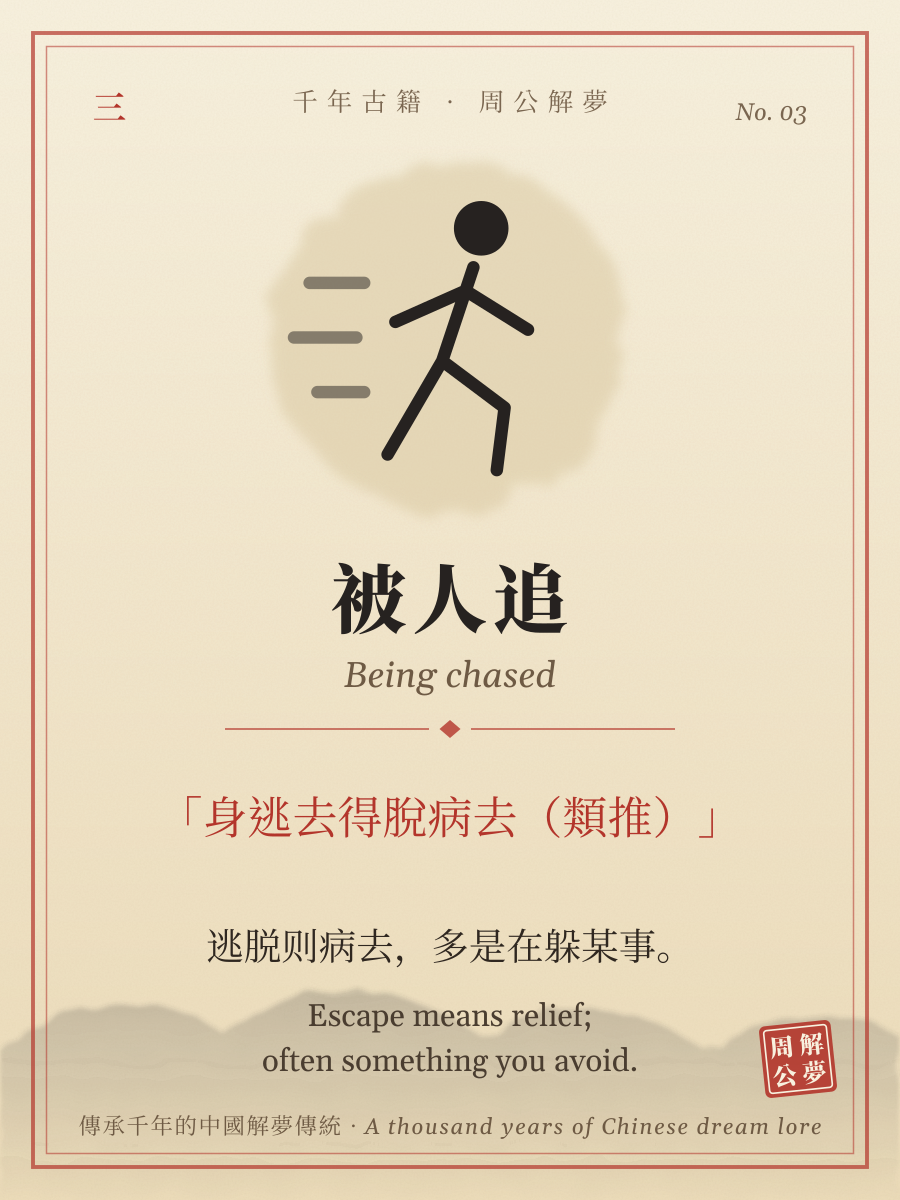 三
千年古籍 · 周公解夢
No. 03
被人追
Being chased
「身逃去得脫病去（類推）」
逃脱则病去，多是在躲某事。
Escape means relief;
often something you avoid.
周解
公夢
傳承千年的中國解夢傳統 · A thousand years of Chinese dream lore